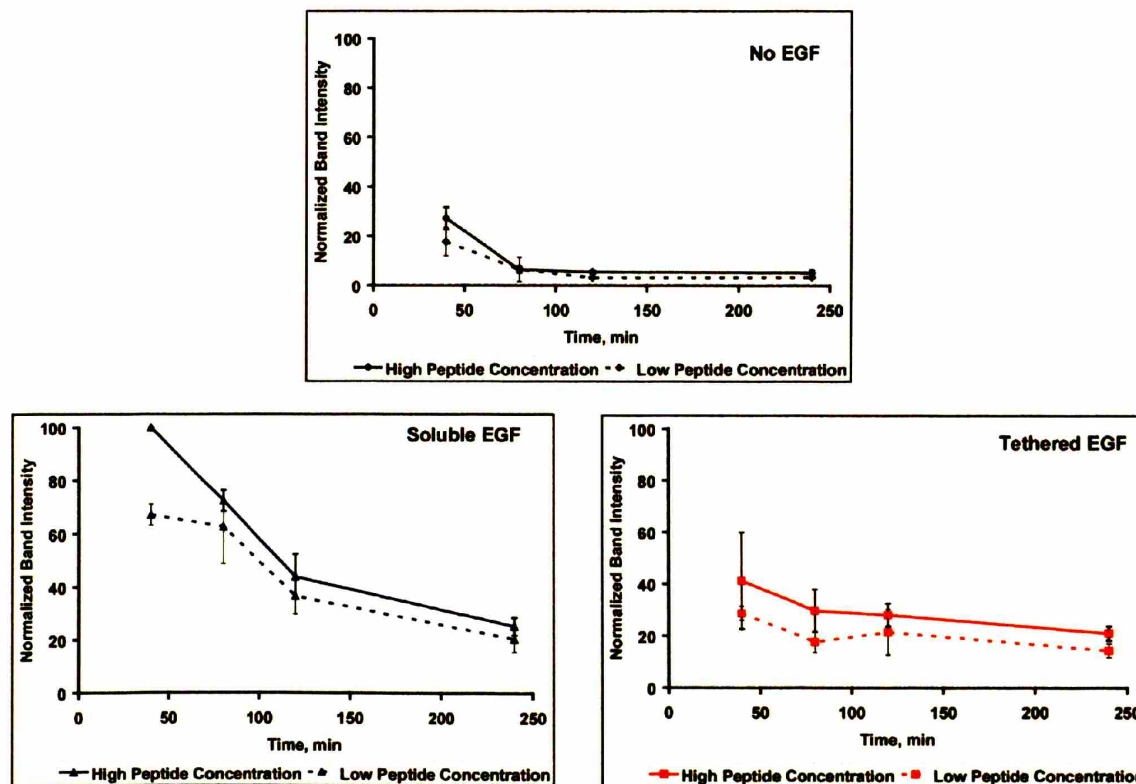 No EGF
Normalized Band Intensity
100
80
60
40
20
0
0 50 100 150 200 250
Time, min
High Peptide Concentration Low Peptide Concentration
Soluble EGF
Normalized Band Intensity
100
80
60
40
20
0
0 50 100 150 200 250
Time, min
High Peptide Concentration Low Peptide Concentration
Tethered EGF
Normalized Band Intensity
100
80
60
40
20
0
0 50 100 150 200 250
Time, min
High Peptide Concentration Low Peptide Concentration